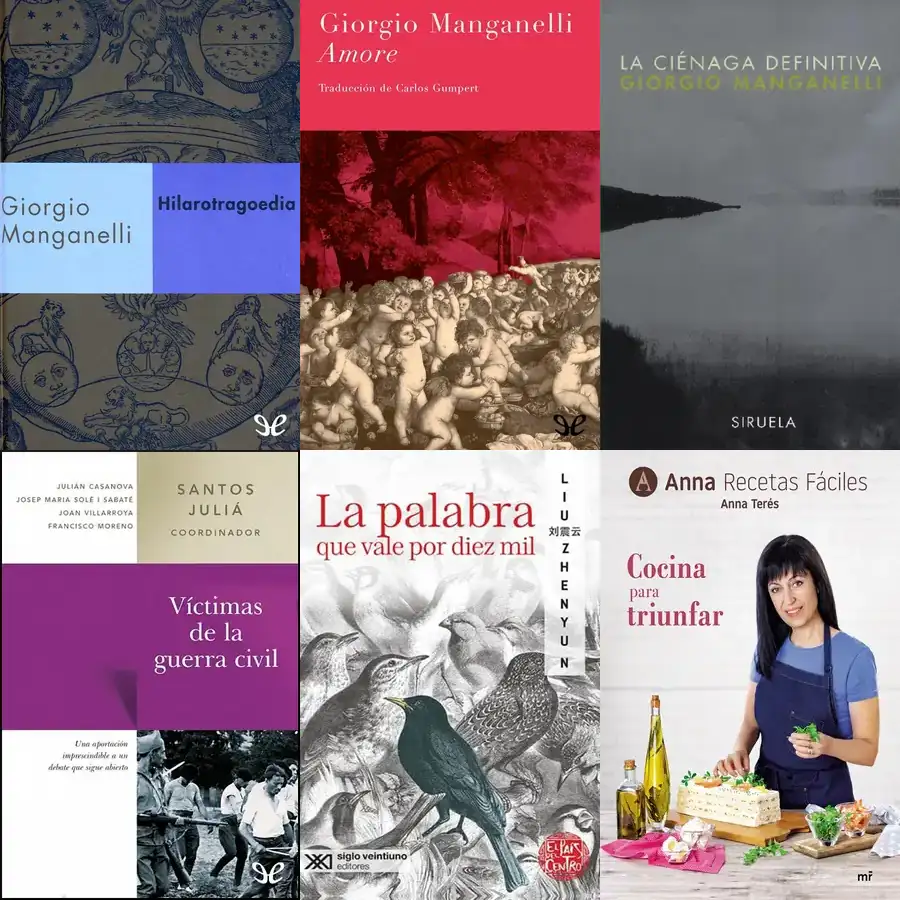 Giorgio
Manganelli
Hilarotragoedia
Giorgio Manganelli
Amore
Traducción de Carlos Gumpert
LA CIÉNAGA DEFINITIVA
GIORGIO MANGANELLI
SIRUELA
JULIÁN CASANOVA
JOSEP MARIA SOLÉ I SABATÉ
JOAN VILLARROYA
FRANCISCO MORENO
SANTOS
JULIÁ
COORDINADOR
Víctimas
de la
guerra civil
Una aportación
imprescindible a un
debate que sigue abierto
La palabra
que vale por diez mil
LIU ZHENYUN
刘震云
siglo veintiuno
editores
EL PAÍS
DEL
CENTRO
A Anna Recetas Fáciles
Anna Terés
Cocina
para
triunfar
mr